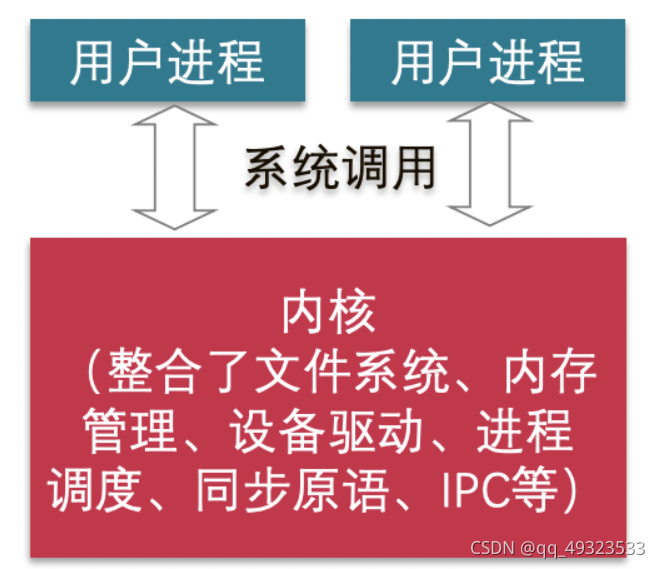 用户进程
用户进程
系统调用
内核
（整合了文件系统、内存
管理、设备驱动、进程
调度、同步原语、IPC等）
CSDN @qq_49323533